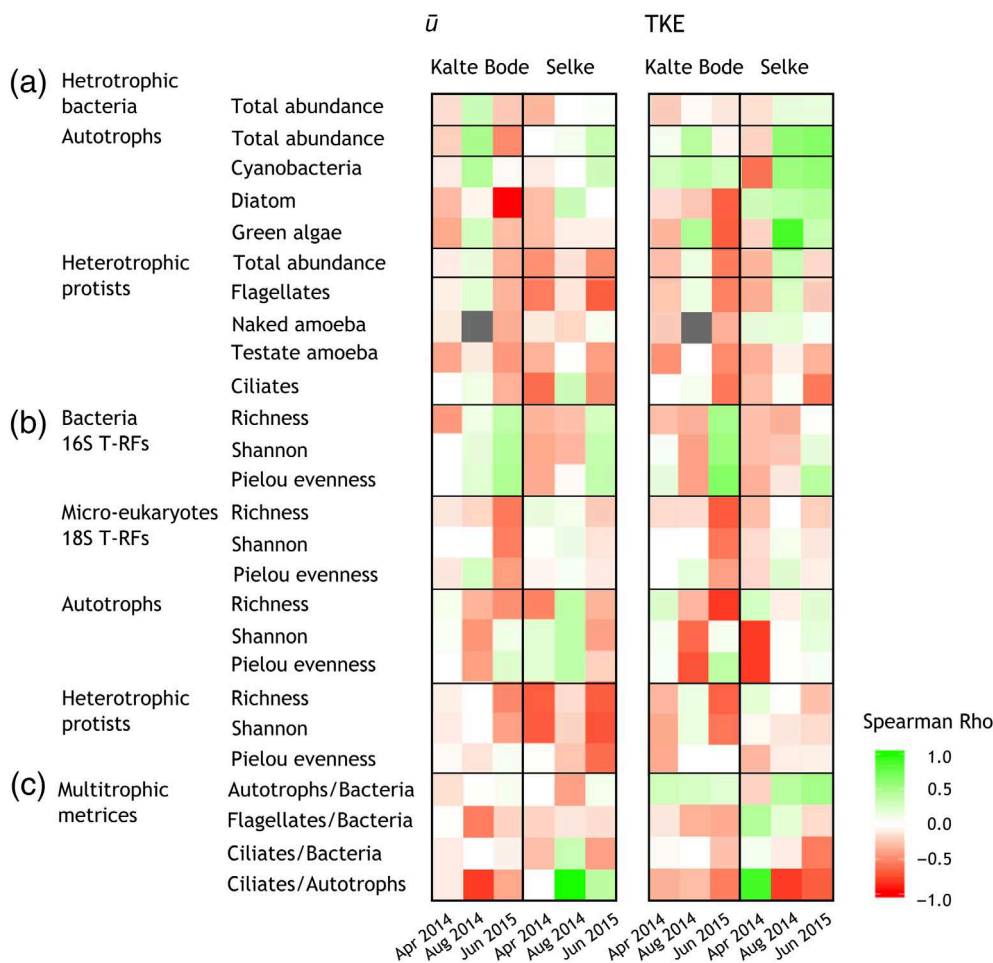 ū TKE
Kalte Bode Selke Kalte Bode Selke
(a) Hetrotrophic
bacteria Total abundance
Autotrophs Total abundance
Cyanobacteria
Diatom
Green algae
Heterotrophic Total abundance
protists Flagellates
Naked amoeba
Testate amoeba
Ciliates
(b) Bacteria Richness
16S T-RFs Shannon
Pielou evenness
Micro-eukaryotes Richness
18S T-RFs Shannon
Pielou evenness
Autotrophs Richness
Shannon
Pielou evenness
Heterotrophic Richness
protists Shannon
Pielou evenness
(c) Multitrophic Autotrophs/Bacteria
metrices Flagellates/Bacteria
Ciliates/Bacteria
Ciliates/Autotrophs
Apr 2014 Aug 2014 Jun 2015 Apr 2014 Aug 2014 Jun 2015 Apr 2014 Aug 2014 Jun 2015 Apr 2014 Aug 2014 Jun 2015
Spearman Rho
1.0
0.5
0.0
−0.5
−1.0